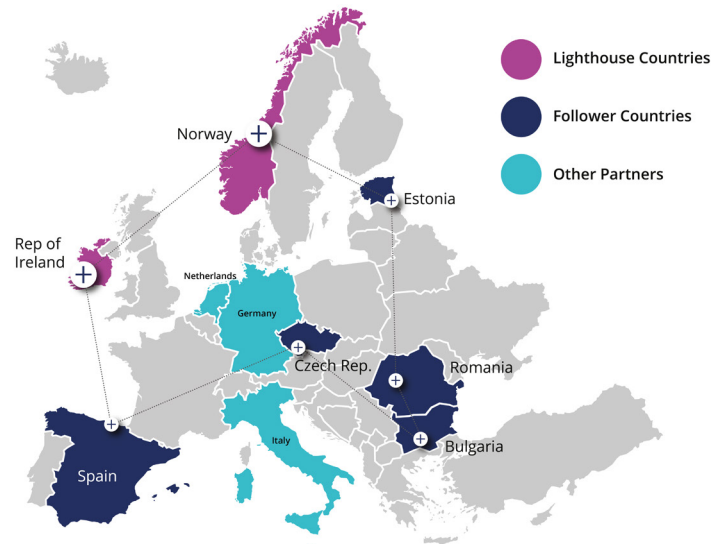 Lighthouse Countries
Follower Countries
Other Partners
Norway
Estonia
Rep of
Ireland
Netherlands
Germany
Czech Rep.
Romania
Italy
Bulgaria
Spain